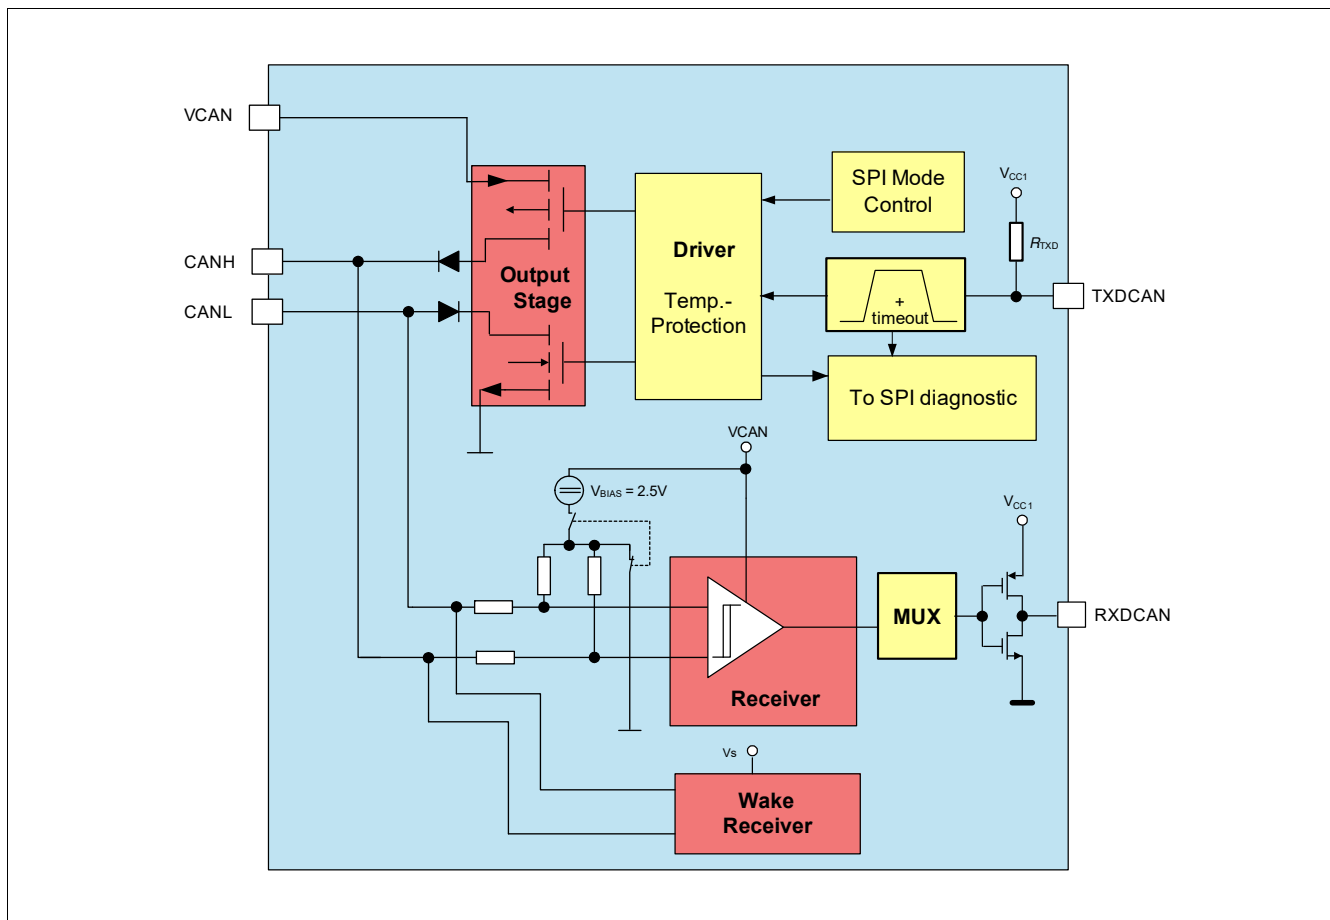 VCAN
SPI Mode
Control
VCC1
RTXD
CANH
Output
Stage
Driver
Temp.-
Protection
+
timeout
TXDCAN
CANL
To SPI diagnostic
VCAN
VBIAS = 2.5V
VCC1
MUX
RXDCAN
Receiver
Vs
Wake
Receiver